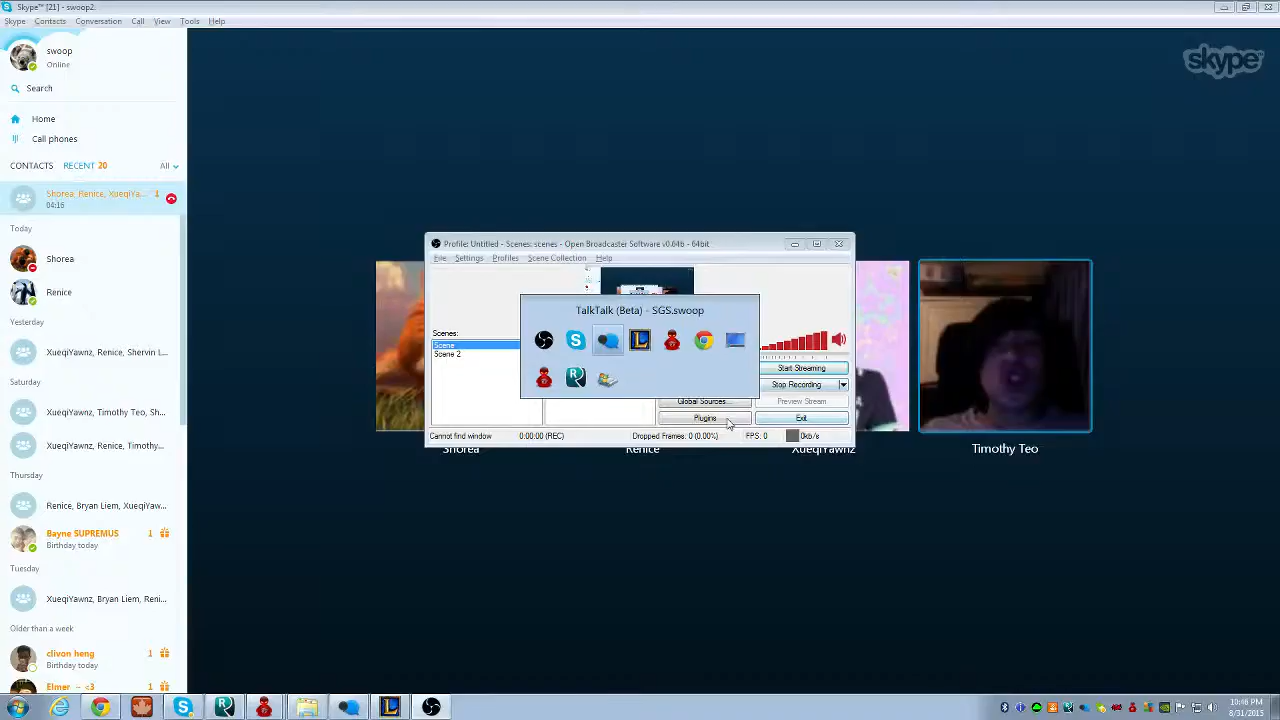 Skype™ [21] - swoop2.
Skype Contacts Conversation Call View Tools Help
swoop
Online
Search
Home
Call phones
CONTACTS RECENT 20 All
Shorea, Renice, XueqiYa... 1
04:16
Today
Shorea
Renice
Yesterday
XueqiYawnz, Renice, Shervin L...
Saturday
XueqiYawnz, Timothy Teo, Sh...
XueqiYawnz, Renice, Timothy...
Thursday
Renice, Bryan Liem, XueqiYaw...
Bayne SUPREMUS 1
Birthday today
Tuesday
XueqiYawnz, Bryan Liem, Reni...
Older than a week
clivon heng 1
Birthday today
Elmer ~ <3 1
skype
Profile: Untitled - Scenes: scenes - Open Broadcaster Software v0.64b - 64bit
File Settings Profiles Scene Collection Help
TalkTalk (Beta) - SGS.swoop
Scenes:
Scene
Scene 2
Start Streaming
Stop Recording
Global Sources... Preview Stream
Plugins Exit
Cannot find window 0:00:00 (REC) Dropped Frames: 0 (0.00%) FPS: 0 0kb/s
Shorea Renice XueqiYawnz Timothy Teo
10:46 PM
8/31/2015